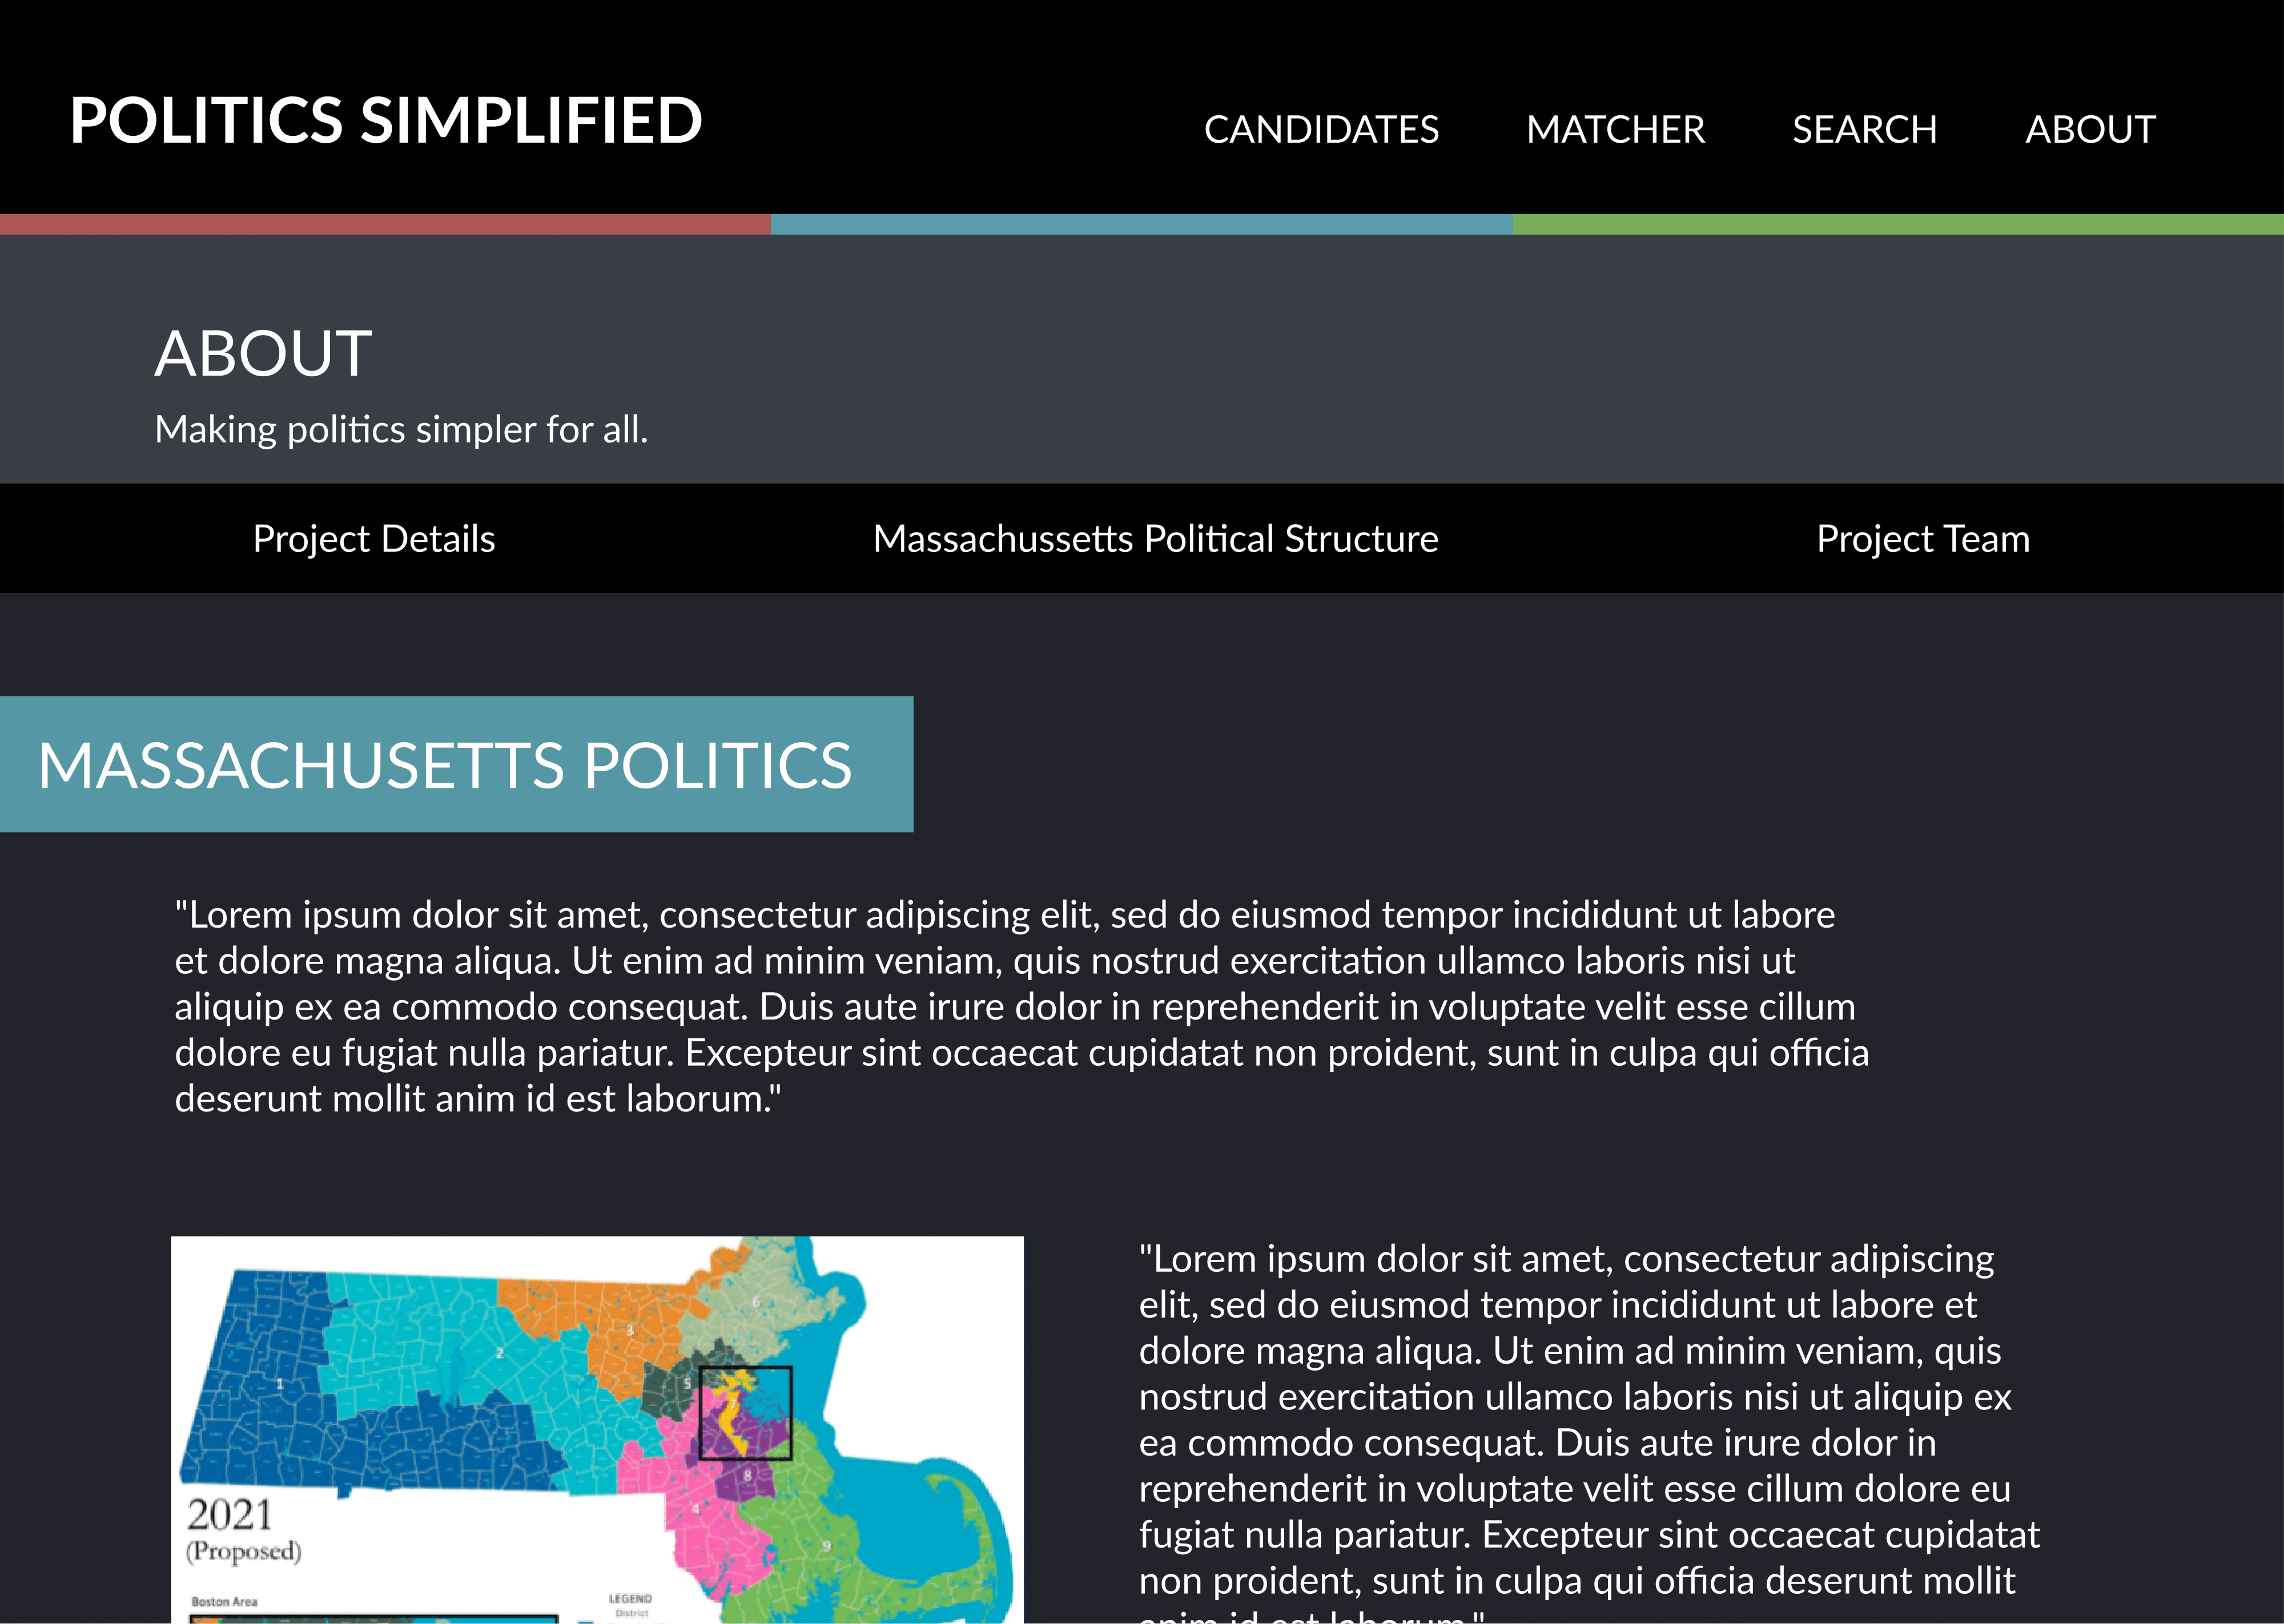 POLITICS SIMPLIFIED
CANDIDATES MATCHER SEARCH ABOUT
ABOUT
Making politics simpler for all.
Project Details Massachussetts Political Structure Project Team
MASSACHUSETTS POLITICS
"Lorem ipsum dolor sit amet, consectetur adipiscing elit, sed do eiusmod tempor incididunt ut labore
et dolore magna aliqua. Ut enim ad minim veniam, quis nostrud exercitation ullamco laboris nisi ut
aliquip ex ea commodo consequat. Duis aute irure dolor in reprehenderit in voluptate velit esse cillum
dolore eu fugiat nulla pariatur. Excepteur sint occaecat cupidatat non proident, sunt in culpa qui officia
deserunt mollit anim id est laborum."
6
3
2
1
5
7
8
4
9
2021
(Proposed)
Boston Area
LEGEND
District
"Lorem ipsum dolor sit amet, consectetur adipiscing
elit, sed do eiusmod tempor incididunt ut labore et
dolore magna aliqua. Ut enim ad minim veniam, quis
nostrud exercitation ullamco laboris nisi ut aliquip ex
ea commodo consequat. Duis aute irure dolor in
reprehenderit in voluptate velit esse cillum dolore eu
fugiat nulla pariatur. Excepteur sint occaecat cupidatat
non proident, sunt in culpa qui officia deserunt mollit
anim id est laborum."